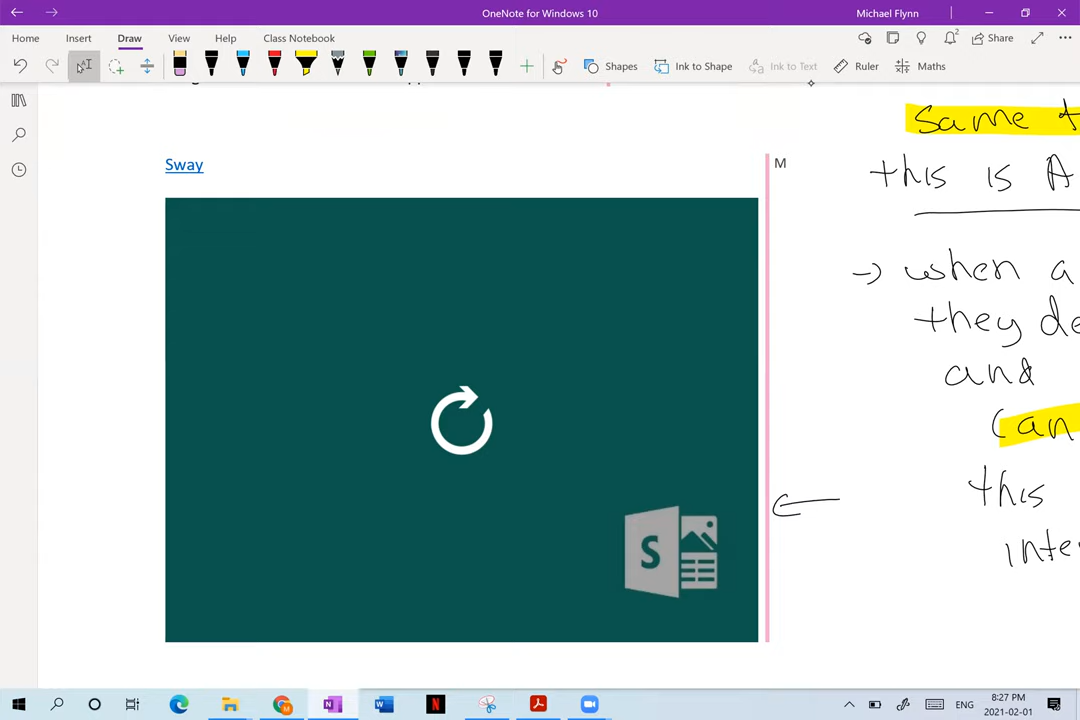 OneNote for Windows 10
Michael Flynn
Home Insert Draw View Help Class Notebook
Share
Shapes Ink to Shape Ink to Text Ruler Maths
Same t
Sway
M
this is A
→ when a
they de
and
S
(an
this
inte
ENG
8:27 PM
2021-02-01